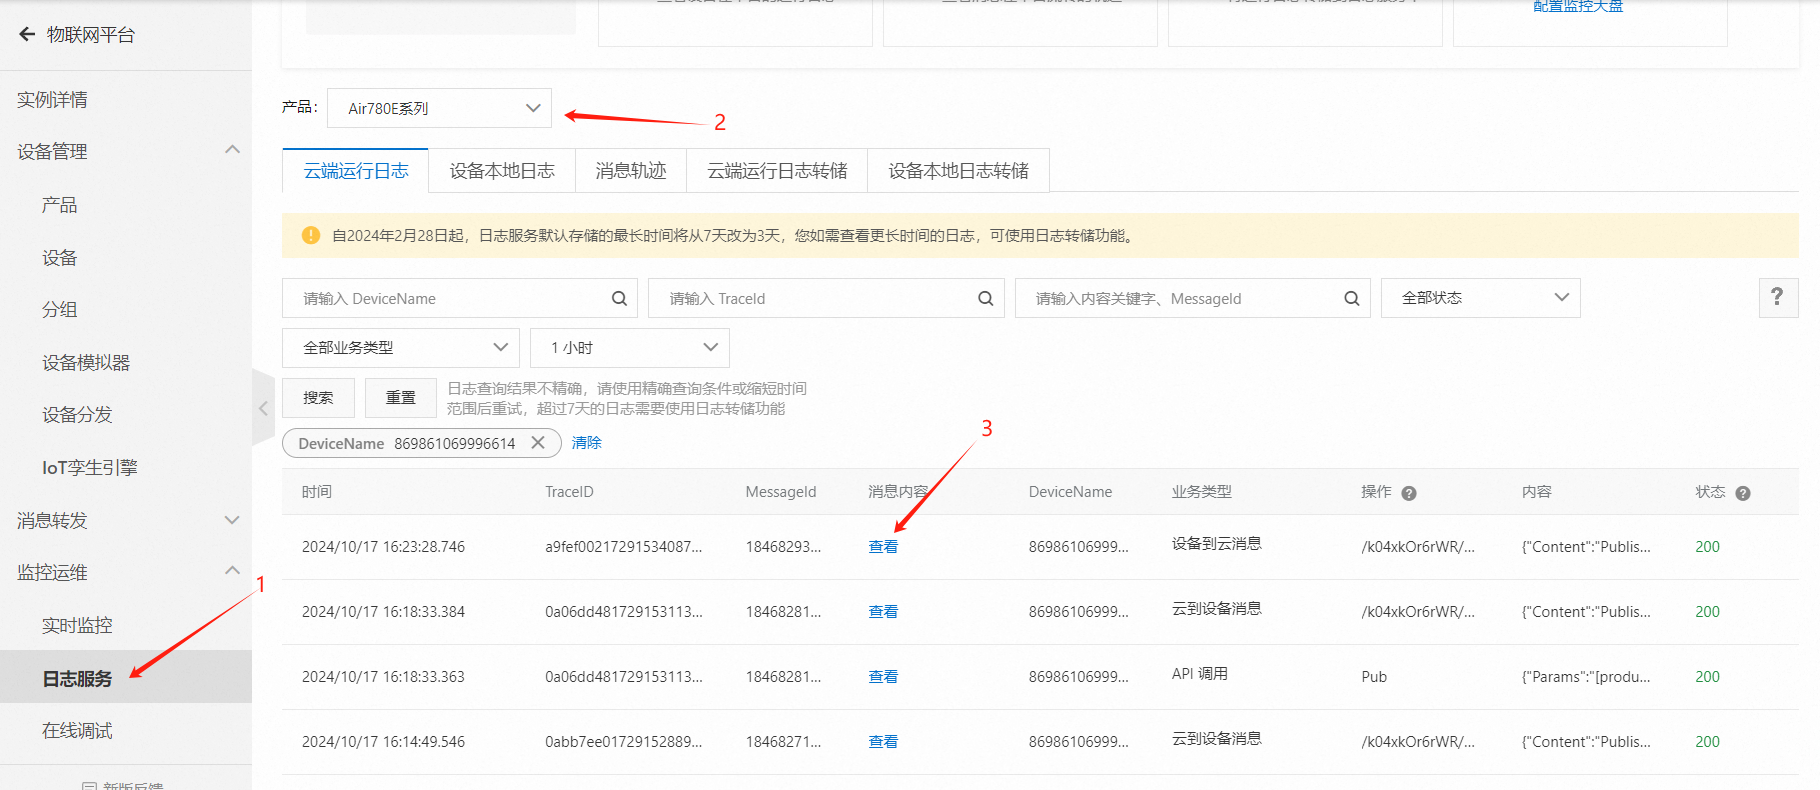 配置监控大盘
物联网平台
实例详情
设备管理
产品
设备
分组
设备模拟器
设备分发
IoT孪生引擎
消息转发
监控运维
1
实时监控
日志服务
在线调试
新版反馈
产品：
Air780E系列
2
云端运行日志 设备本地日志 消息轨迹 云端运行日志转储 设备本地日志转储
自2024年2月28日起，日志服务默认存储的最长时间将从7天改为3天，您如需查看更长时间的日志，可使用日志转储功能。
请输入 DeviceName 请输入 TraceId 请输入内容关键字、MessageId 全部状态 ?
全部业务类型 1 小时
搜索 重置 日志查询结果不精确，请使用精确查询条件或缩短时间
范围后重试，超过7天的日志需要使用日志转储功能
DeviceName 869861069996614 清除
3
时间 TraceID MessageId 消息内容 DeviceName 业务类型 操作 ? 内容 状态 ?
2024/10/17 16:23:28.746 a9fef00217291534087... 18468293... 查看 86986106999... 设备到云消息 /k04xkOr6rWR/... {"Content":"Publis... 200
2024/10/17 16:18:33.384 0a06dd481729153113... 18468281... 查看 86986106999... 云到设备消息 /k04xkOr6rWR/... {"Content":"Publis... 200
2024/10/17 16:18:33.363 0a06dd481729153113... 18468281... 查看 86986106999... API 调用 Pub {"Params":"[produ... 200
2024/10/17 16:14:49.546 0abb7ee01729152889... 18468271... 查看 86986106999... 云到设备消息 /k04xkOr6rWR/... {"Content":"Publis... 200